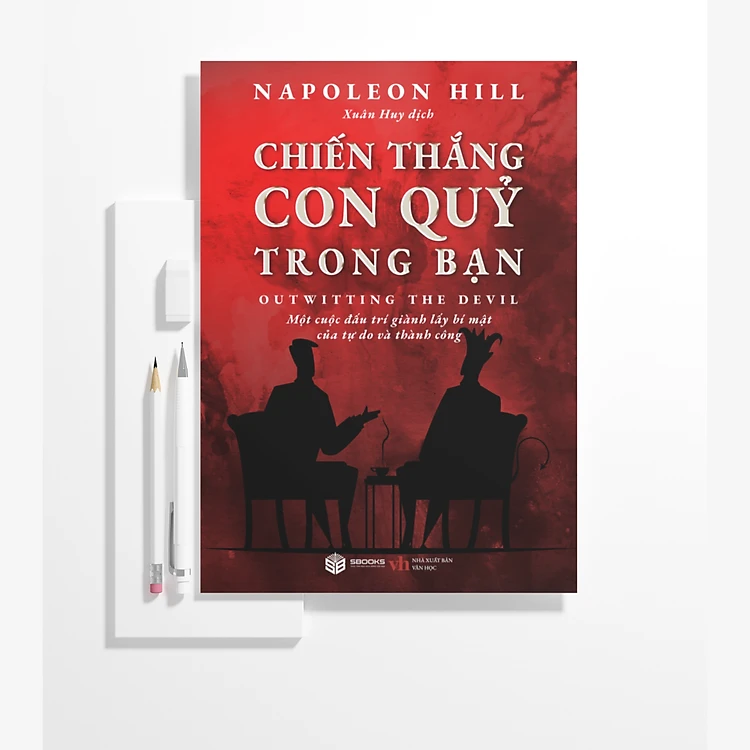 NAPOLEON HILL
Xuân Huy dịch
CHIẾN THẮNG
CON QUỶ
TRONG BẠN
OUTWITTING THE DEVIL
Một cuộc đấu trí giành lấy bí mật
của tự do và thành công
SBOOKS
vh
NHÀ XUẤT BẢN
VĂN HỌC